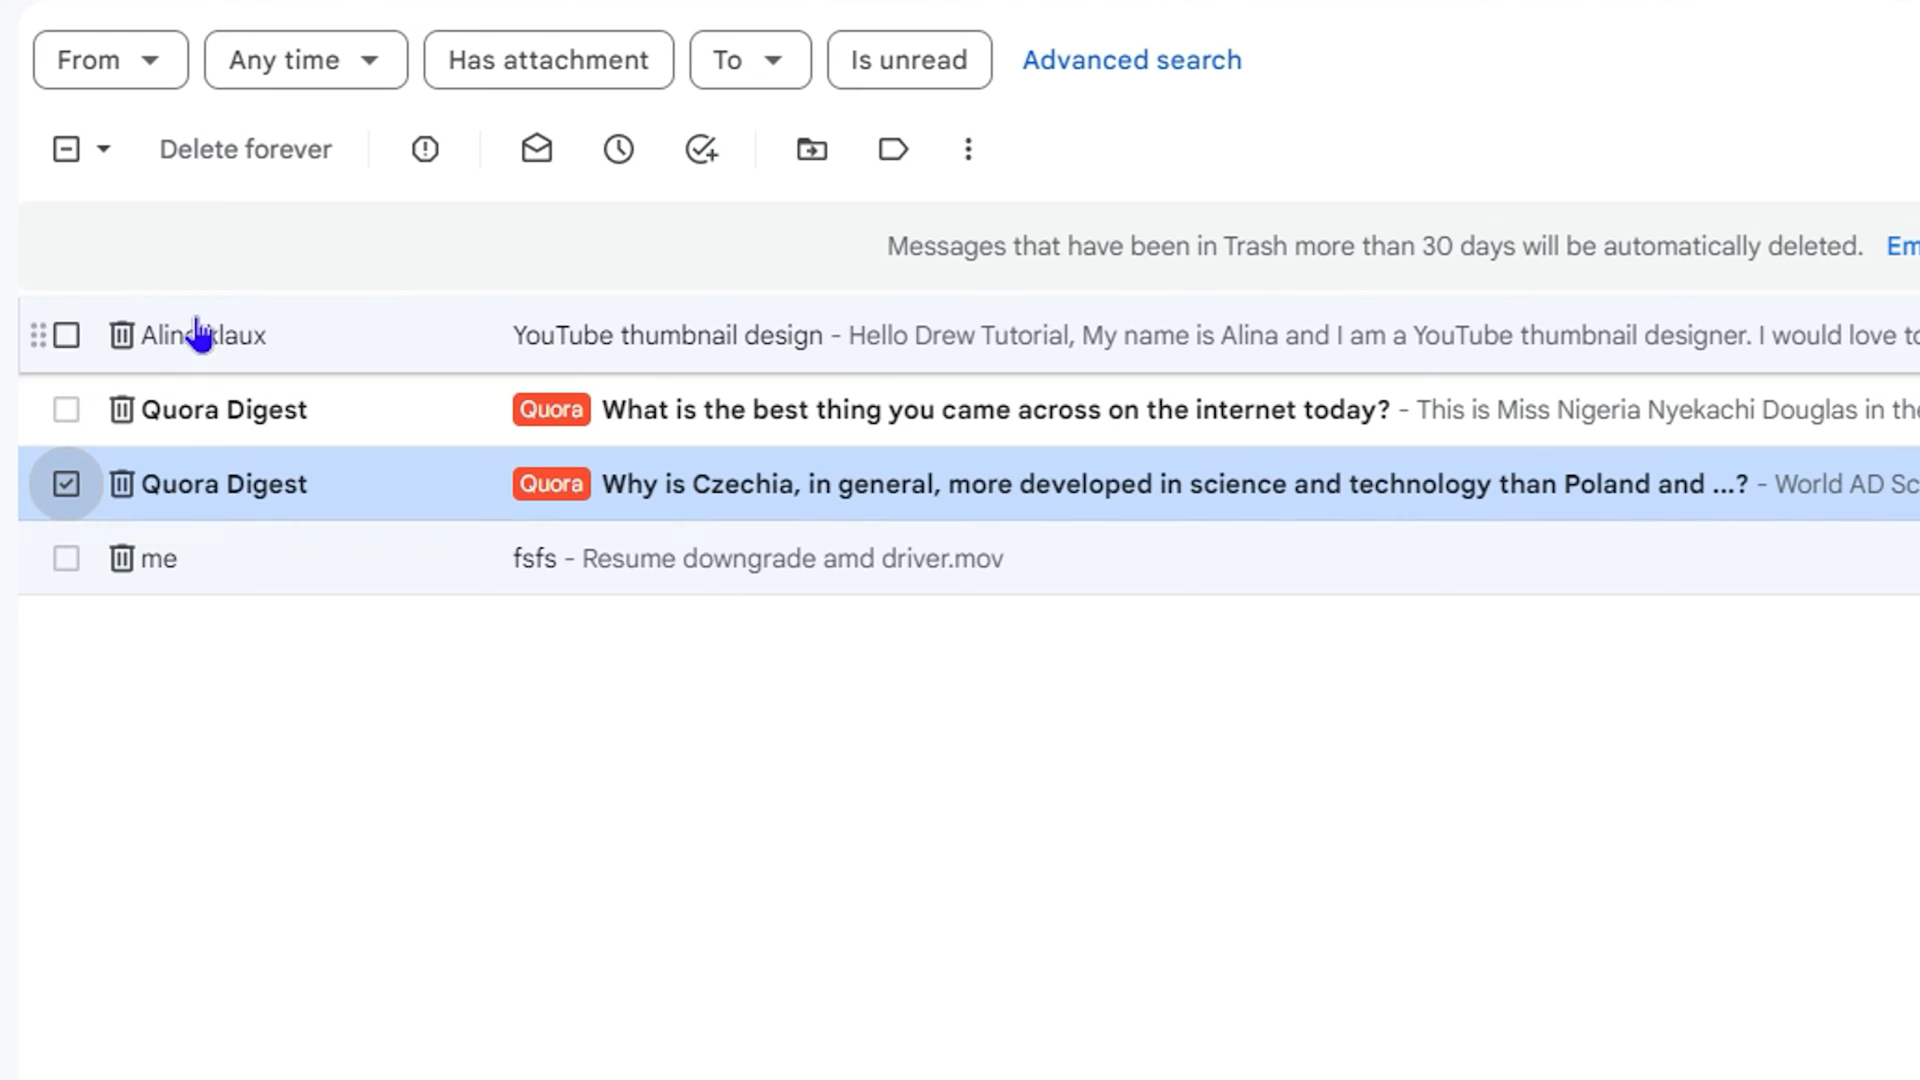 From Any time Has attachment To Is unread Advanced search
Delete forever
Messages that have been in Trash more than 30 days will be automatically deleted.
YouTube thumbnail design - Hello Drew Tutorial, My name is Alina and I am a YouTube thumbnail designer. I would love
Quora Digest Quora What is the best thing you came across on the internet today? - This is Miss Nigeria Nyekachi Douglas in
Quora Digest Quora Why is Czechia, in general, more developed in science and technology than Poland and ...? - World AD
me fsfs - Resume downgrade amd driver.mov